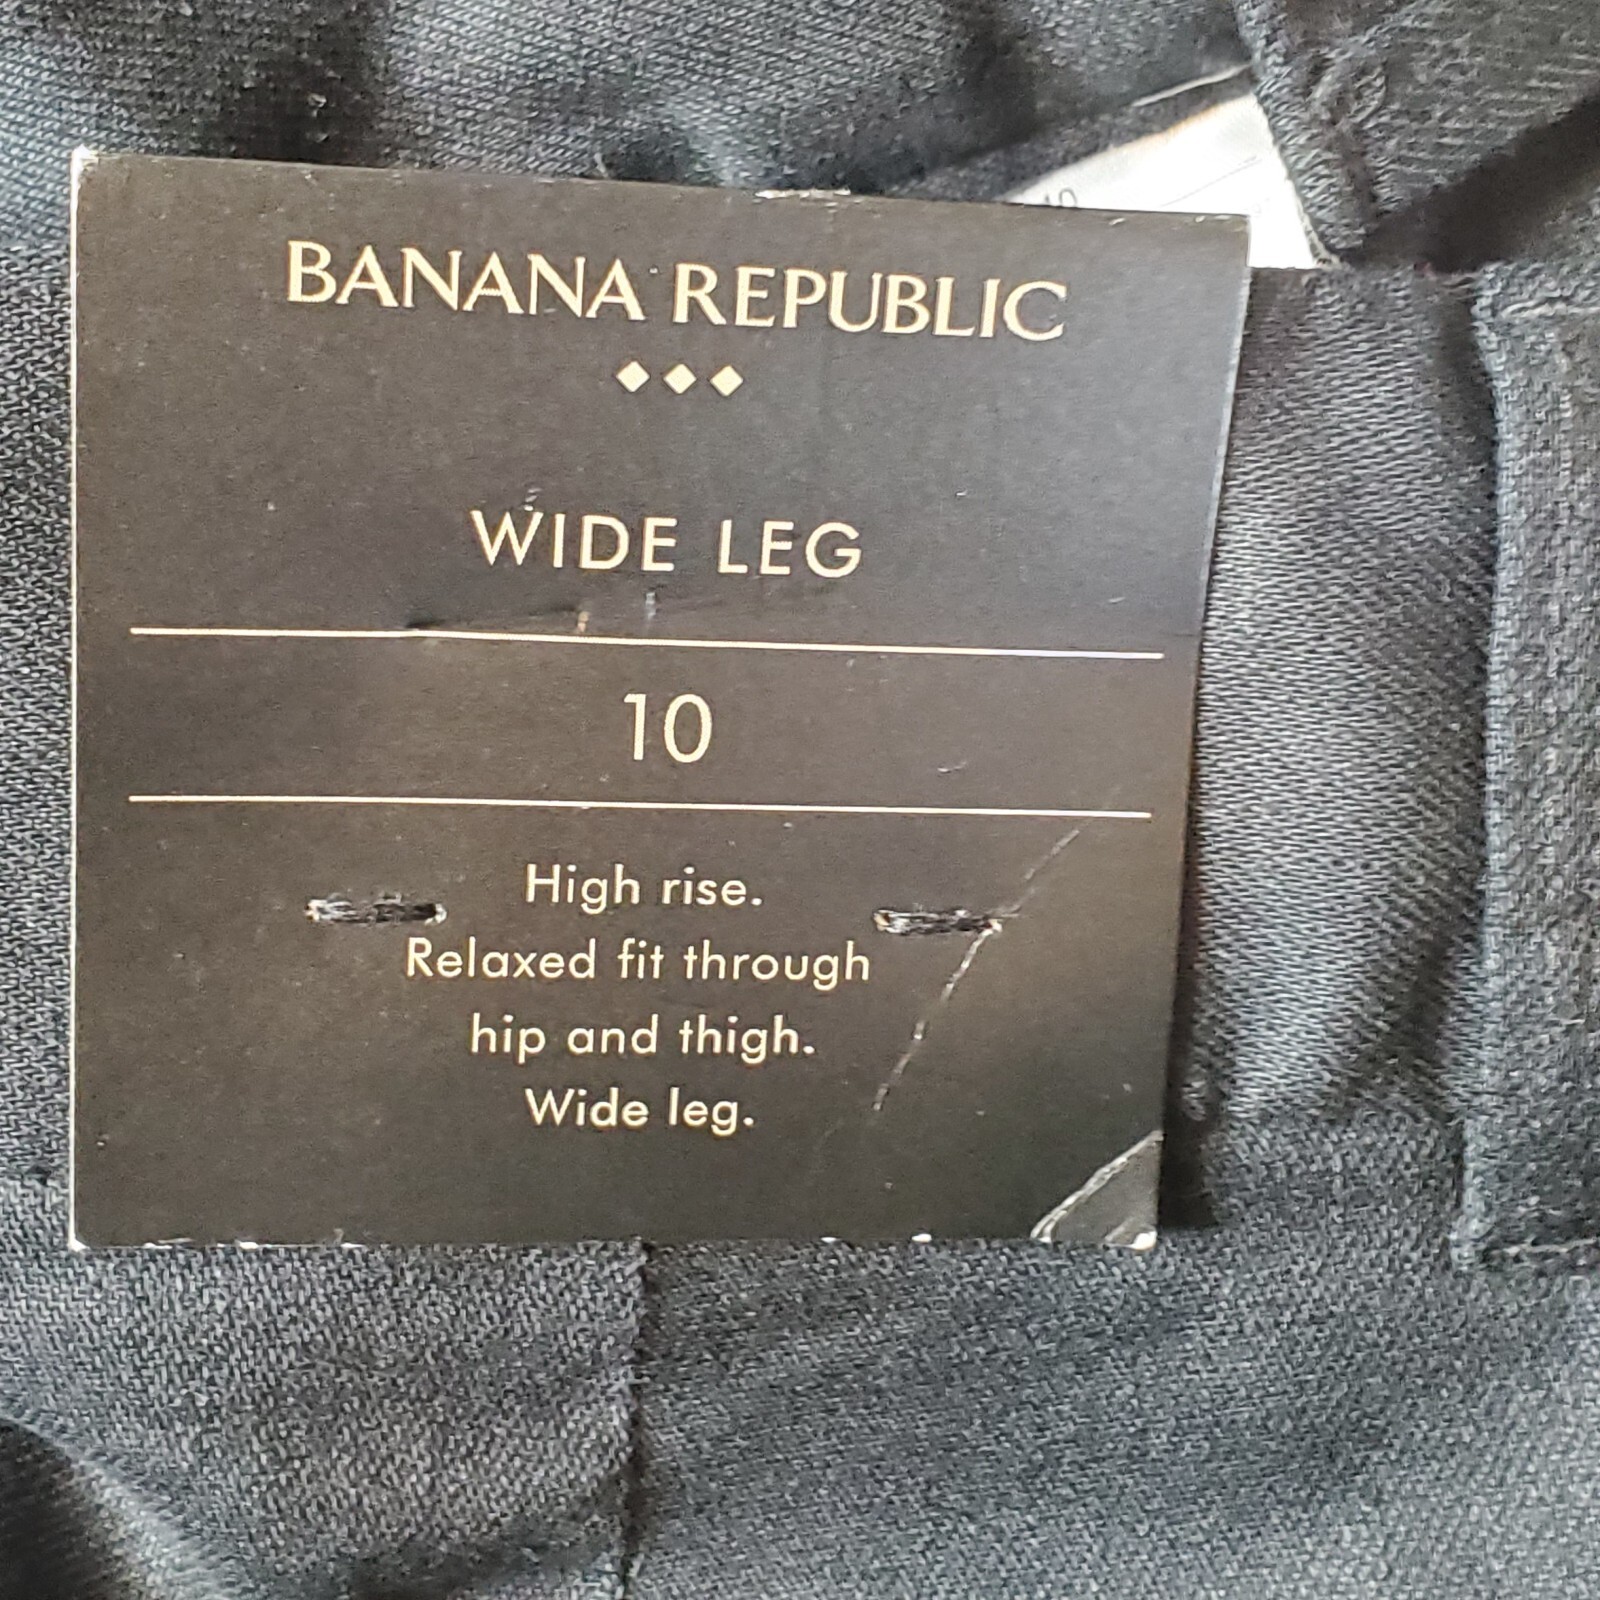 BANANA REPUBLIC
WIDE LEG
10
High rise.
Relaxed fit through
hip and thigh.
Wide leg.